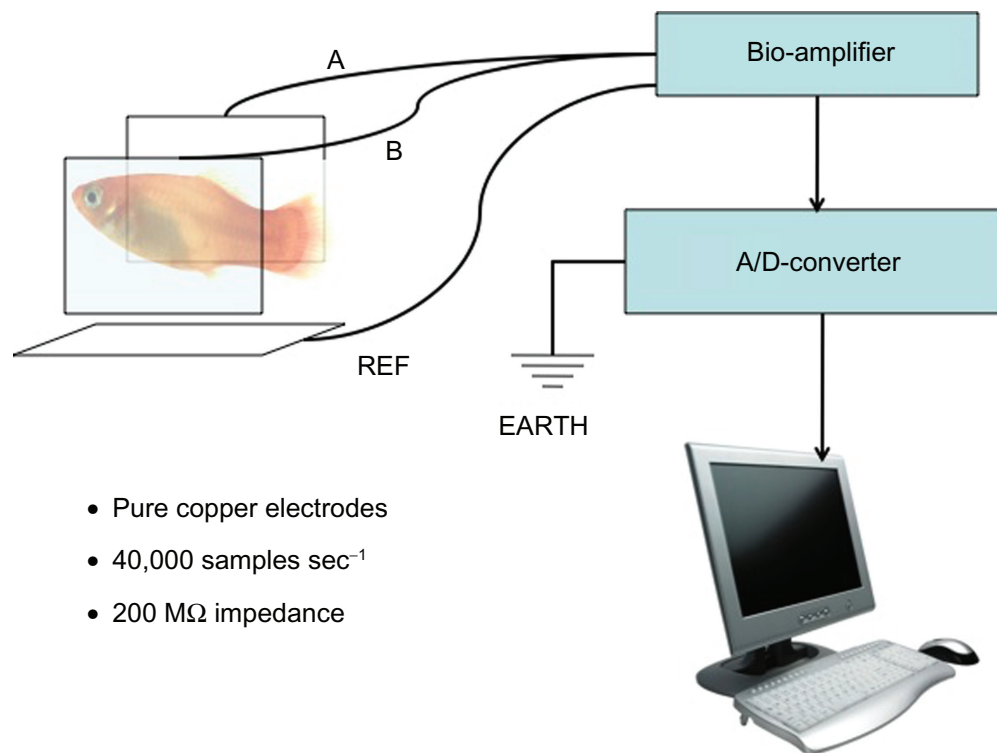 A
Bio-amplifier
B
A/D-converter
REF
EARTH
• Pure copper electrodes
• 40,000 samples sec⁻¹
• 200 MΩ impedance